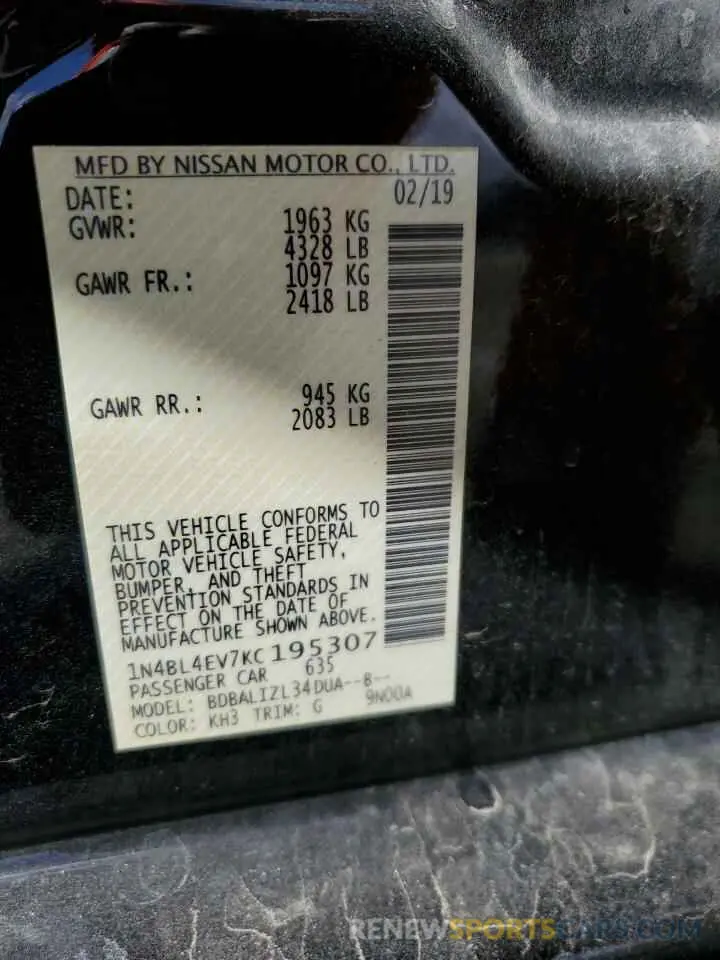 MFD BY NISSAN MOTOR CO., LTD.
DATE: 02/19
GVWR: 1963 KG
4328 LB
GAWR FR.: 1097 KG
2418 LB
GAWR RR.: 945 KG
2083 LB
THIS VEHICLE CONFORMS TO
ALL APPLICABLE FEDERAL
MOTOR VEHICLE SAFETY,
BUMPER, AND THEFT
PREVENTION STANDARDS IN
EFFECT ON THE DATE OF
MANUFACTURE SHOWN ABOVE.
1N4BL4EV7KC195307
PASSENGER CAR 635
MODEL: BDBALIZL34DUA--B--
COLOR: KH3 TRIM: G 9N00A
RENEWSPORTSCARS.COM